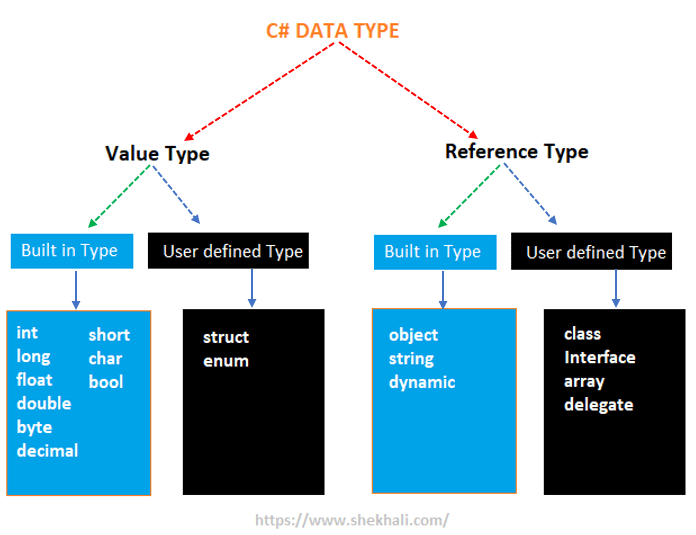 C# DATA TYPE
Value Type
Reference Type
Built in Type
User defined Type
Built in Type
User defined Type
int
long
float
double
byte
decimal
short
char
bool
struct
enum
object
string
dynamic
class
Interface
array
delegate
https://www.shekhali.com/